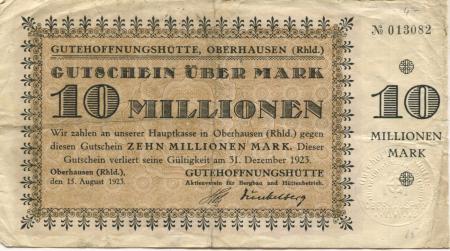 № 013082
GUTEHOFFNUNGSHÜTTE, OBERHAUSEN (Rhld.)
GUTSCHEIN ÜBER MARK
10 MILLIONEN
Wir zahlen an unserer Hauptkasse in Oberhausen (Rhld.) gegen
diesen Gutschein ZEHN MILLIONEN MARK. Dieser
Gutschein verliert seine Gültigkeit am 31. Dezember 1923.
Oberhausen (Rhld.),
den 15. August 1923.
GUTEHOFFNUNGSHÜTTE
Aktienverein für Bergbau und Hüttenbetrieb.
10
MILLIONEN
MARK